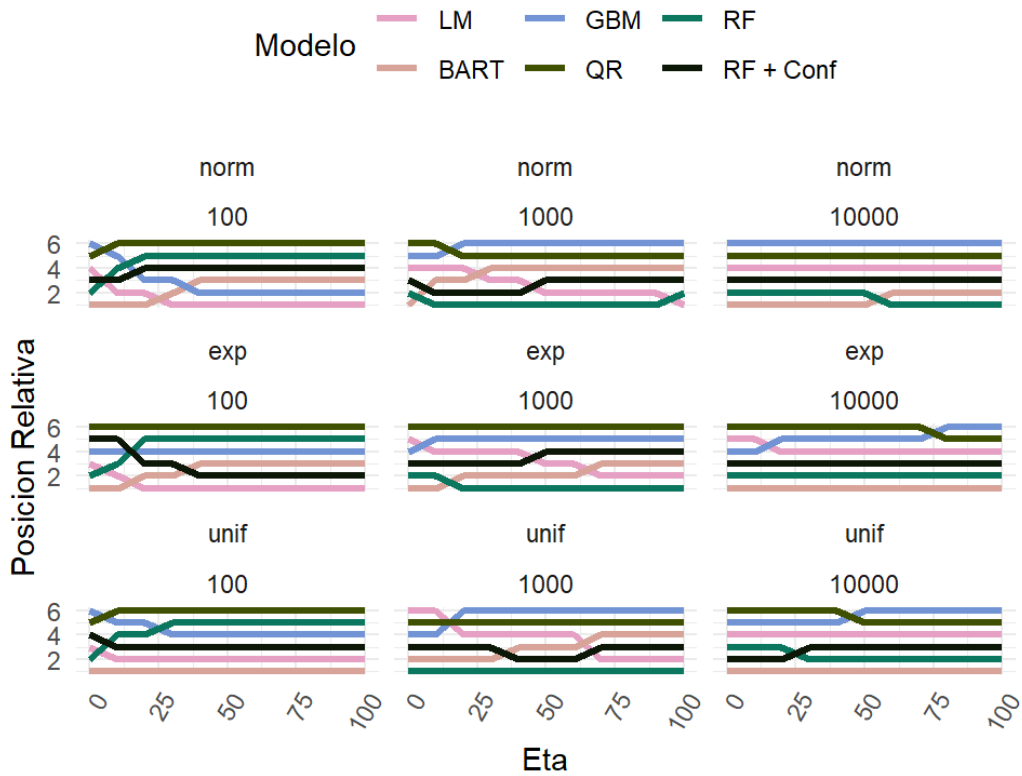 Modelo
LM
GBM
RF
BART
QR
RF + Conf
norm
norm
norm
100
1000
10000
6
4
2
exp
exp
exp
100
1000
10000
6
4
2
unif
unif
unif
100
1000
10000
6
4
2
Posicion Relativa
0 25 50 75 100
0 25 50 75 100
0 25 50 75 100
Eta